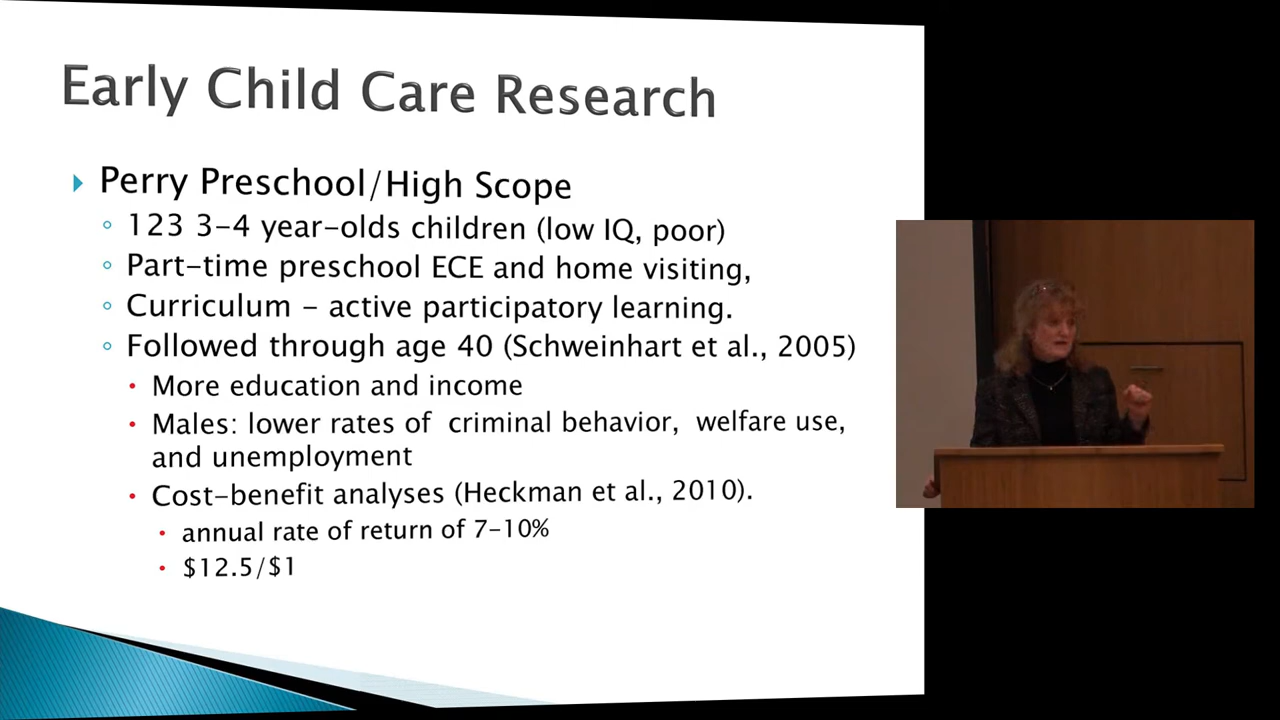 Early Child Care Research
Perry Preschool/High Scope
123 3-4 year-olds children (low IQ, poor)
Part-time preschool ECE and home visiting,
Curriculum – active participatory learning.
Followed through age 40 (Schweinhart et al., 2005)
More education and income
Males: lower rates of criminal behavior, welfare use,
and unemployment
Cost-benefit analyses (Heckman et al., 2010).
annual rate of return of 7-10%
$12.5/$1